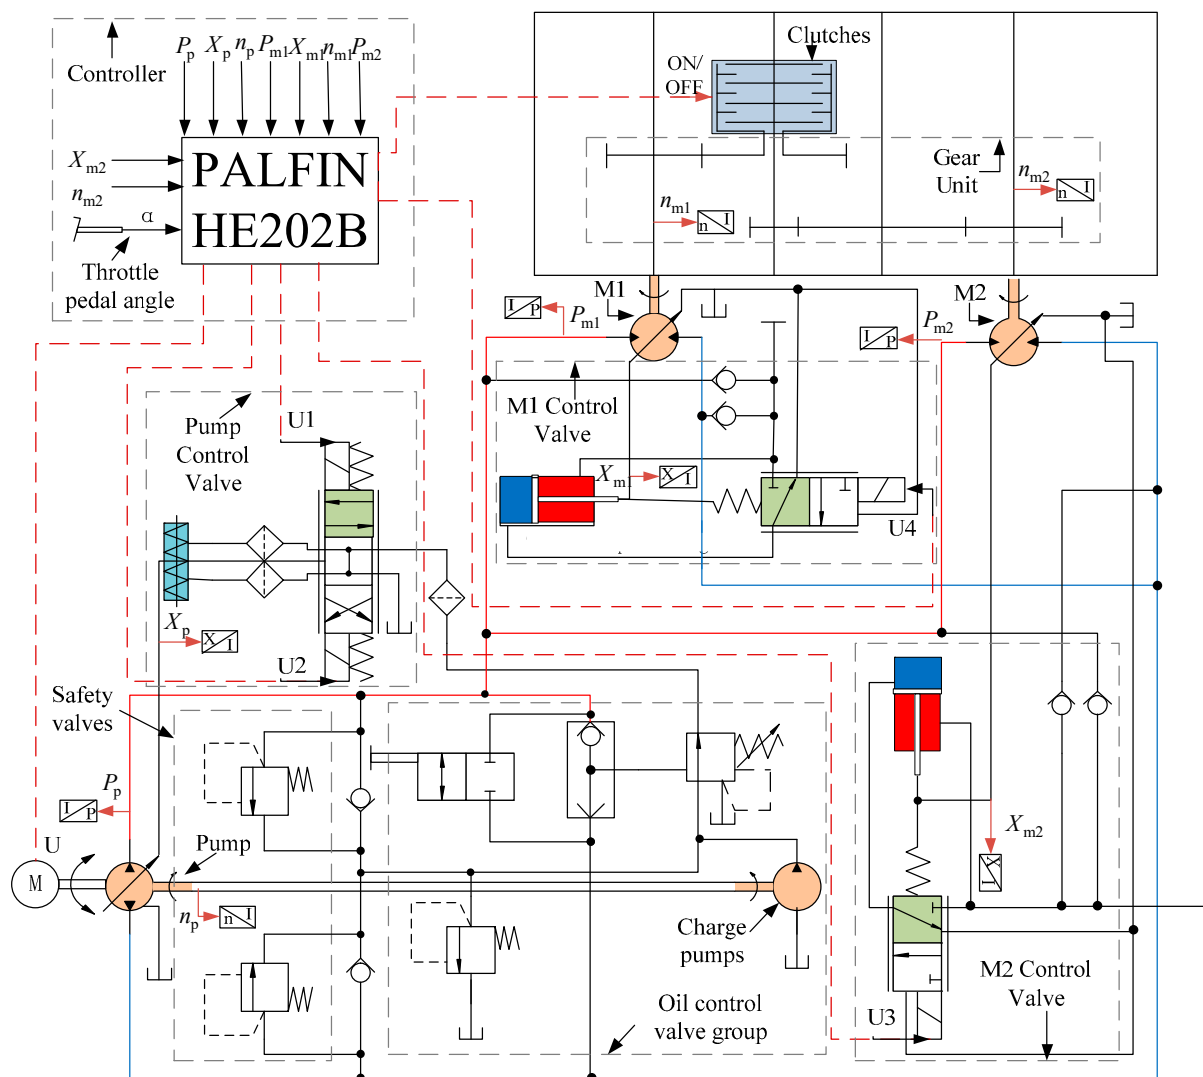 Controller
Pp Xp np Pm1 Xm1 nm1 Pm2
Xm2
nm2
α
PALFIN
HE202B
Throttle
pedal angle
Clutches
ON/
OFF
Gear
Unit
nm2
n I
nm1
n I
M1
I P
Pm1
M2
Pm2
I P
M1 Control
Valve
Xm1
X I
U4
Pump
Control
Valve
U1
Xp
X I
U2
Safety
valves
Pp
I P
U
M
Pump
np
n I
Charge
pumps
Oil control
valve group
Xm2
X I
M2 Control
Valve
U3